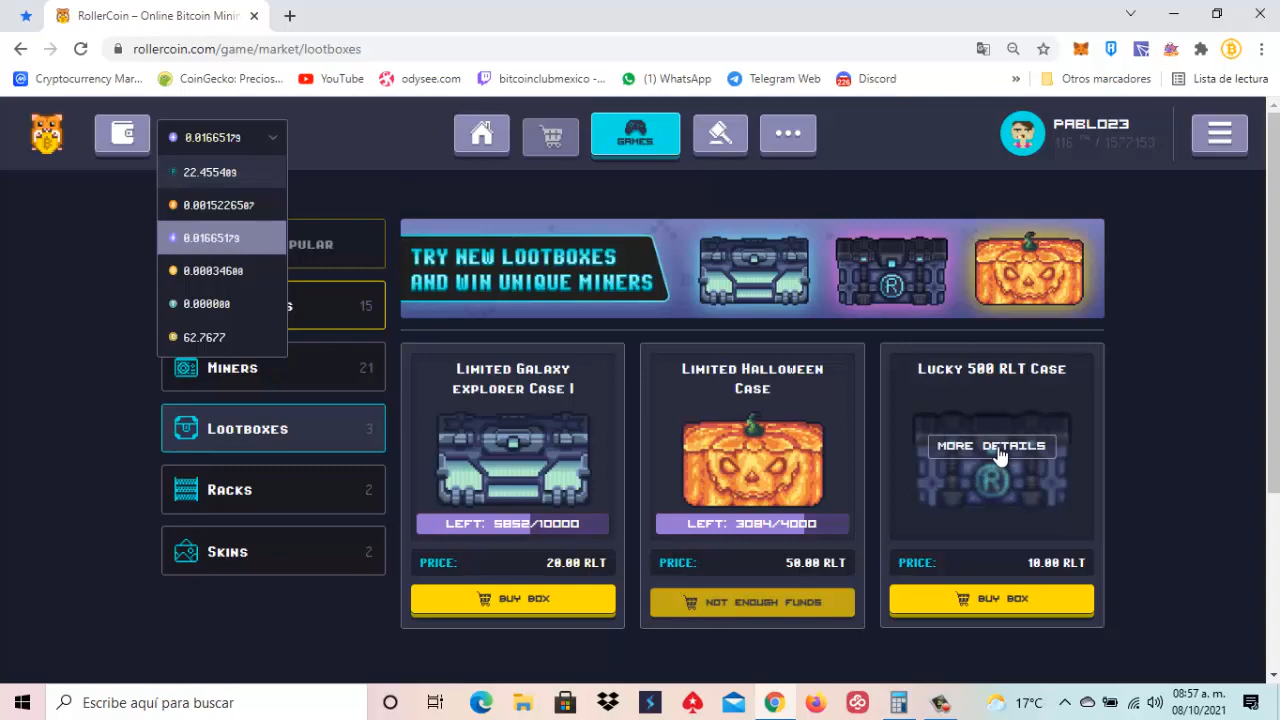 RollerCoin – Online Bitcoin Mini
rollercoin.com/game/market/lootboxes
Cryptocurrency Mar...
CoinGecko: Precios...
YouTube
odysee.com
bitcoinclubmexico -...
(1) WhatsApp
Telegram Web
226
Discord
»
Otros marcadores
Lista de lectura
0.01665179
GAMES
PABLO23
/ 1577159
22.455409
0.0015226507
0.01665179
0.00034600
0.000000
62.7677
PULAR
S 15
MINERS 21
LOOTBOXES 3
RACKS 2
SKINS 2
TRY NEW LOOTBOXES
AND WIN UNIQUE MINERS
LIMITED GALAXY
EXPLORER CASE I
LEFT: 5852/10000
PRICE: 20.00 RLT
BUY BOX
LIMITED HALLOWEEN
CASE
LEFT: 3084/4000
PRICE: 50.00 RLT
NOT ENOUGH FUNDS
LUCKY 500 RLT CASE
MORE DETAILS
R
PRICE: 10.00 RLT
BUY BOX
Escribe aquí para buscar
17°C
08:57 a. m.
08/10/2021